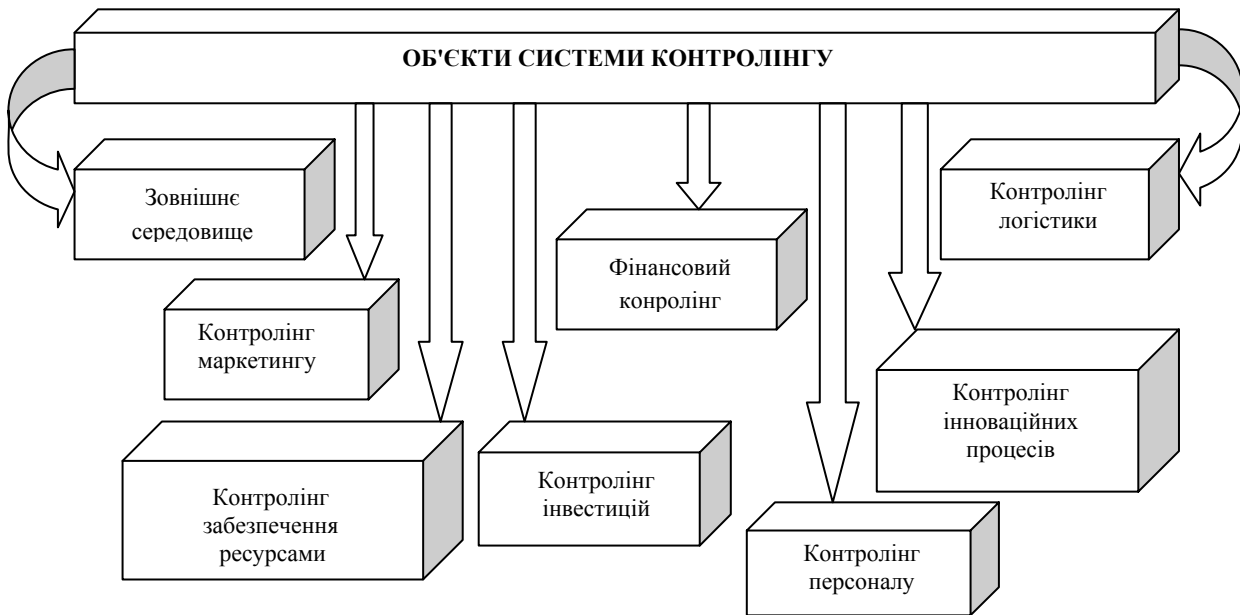 ОБ'ЄКТИ СИСТЕМИ КОНТРОЛІНГУ
Зовнішнє
середовище
Контролінг
маркетингу
Контролінг
забезпечення
ресурсами
Контролінг
інвестицій
Фінансовий
конролінг
Контролінг
персоналу
Контролінг
інноваційних
процесів
Контролінг
логістики